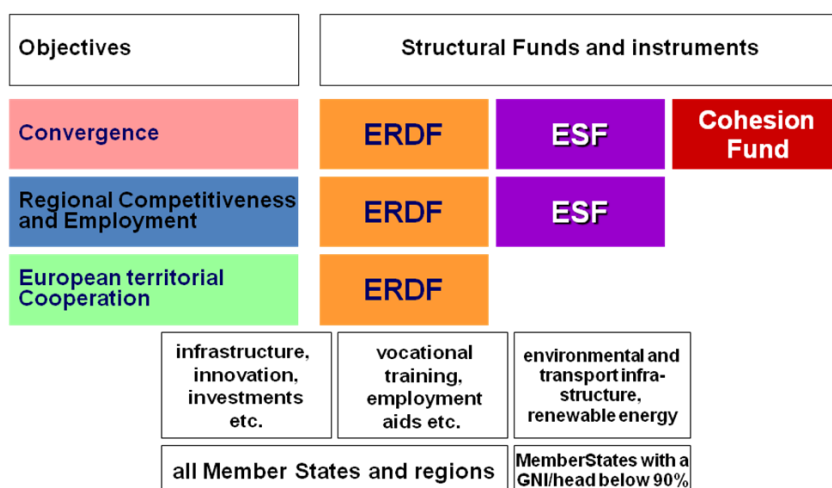 Objectives
Structural Funds and instruments
Convergence
ERDF
ESF
Cohesion
Fund
Regional Competitiveness
and Employment
ERDF
ESF
European territorial
Cooperation
ERDF
infrastructure,
innovation,
investments
etc.
vocational
training,
employment
aids etc.
environmental and
transport infra-
structure,
renewable energy
all Member States and regions
MemberStates with a
GNI/head below 90%